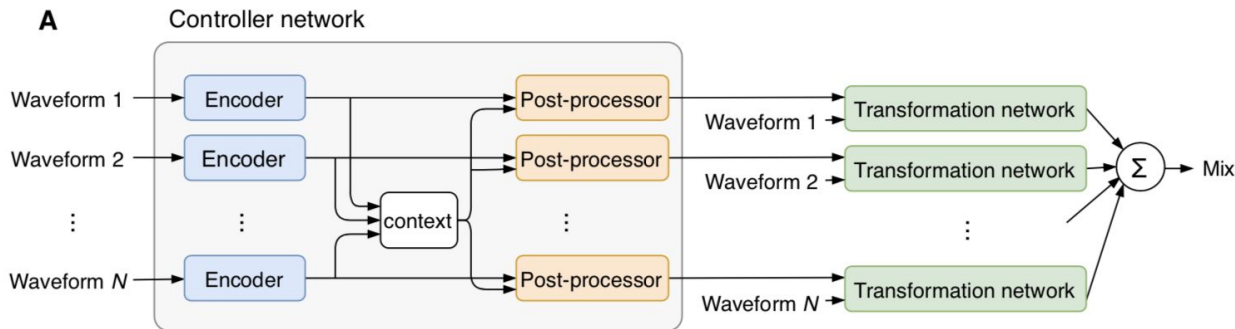 A
Controller network
Waveform 1
Encoder
Post-processor
Waveform 1
Transformation network
Waveform 2
Encoder
Post-processor
Waveform 2
Transformation network
Σ
Mix
⋮
⋮
context
⋮
⋮
Waveform N
Encoder
Post-processor
Waveform N
Transformation network